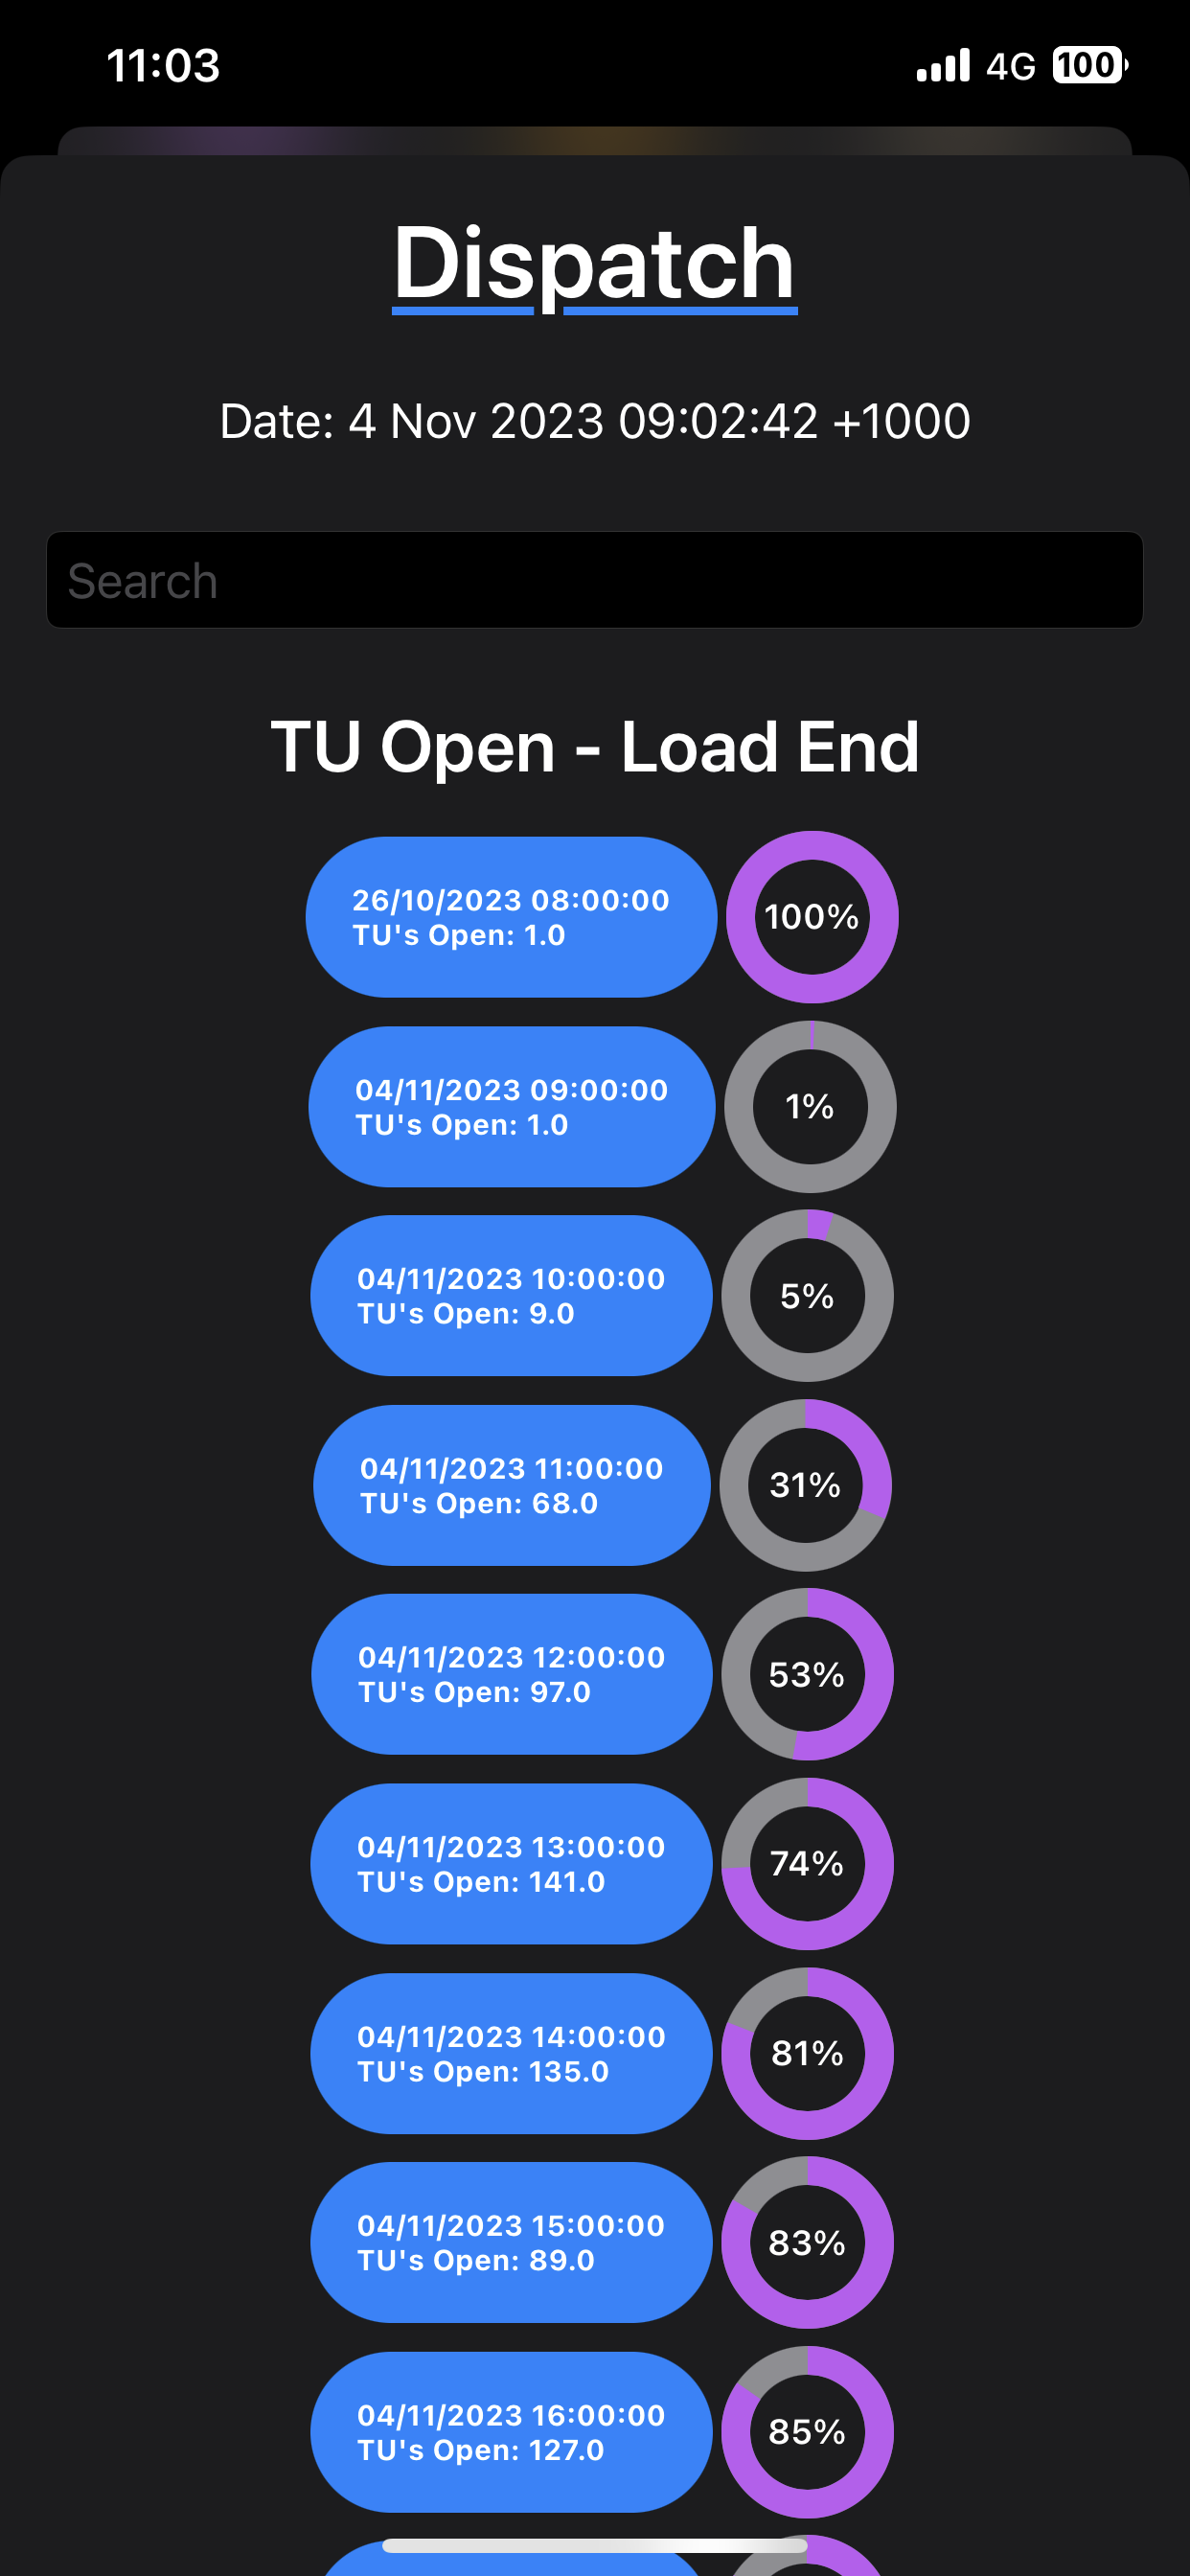 11:03
4G 100
Dispatch
Date: 4 Nov 2023 09:02:42 +1000
Search
TU Open - Load End
26/10/2023 08:00:00
TU's Open: 1.0
100%
04/11/2023 09:00:00
TU's Open: 1.0
1%
04/11/2023 10:00:00
TU's Open: 9.0
5%
04/11/2023 11:00:00
TU's Open: 68.0
31%
04/11/2023 12:00:00
TU's Open: 97.0
53%
04/11/2023 13:00:00
TU's Open: 141.0
74%
04/11/2023 14:00:00
TU's Open: 135.0
81%
04/11/2023 15:00:00
TU's Open: 89.0
83%
04/11/2023 16:00:00
TU's Open: 127.0
85%